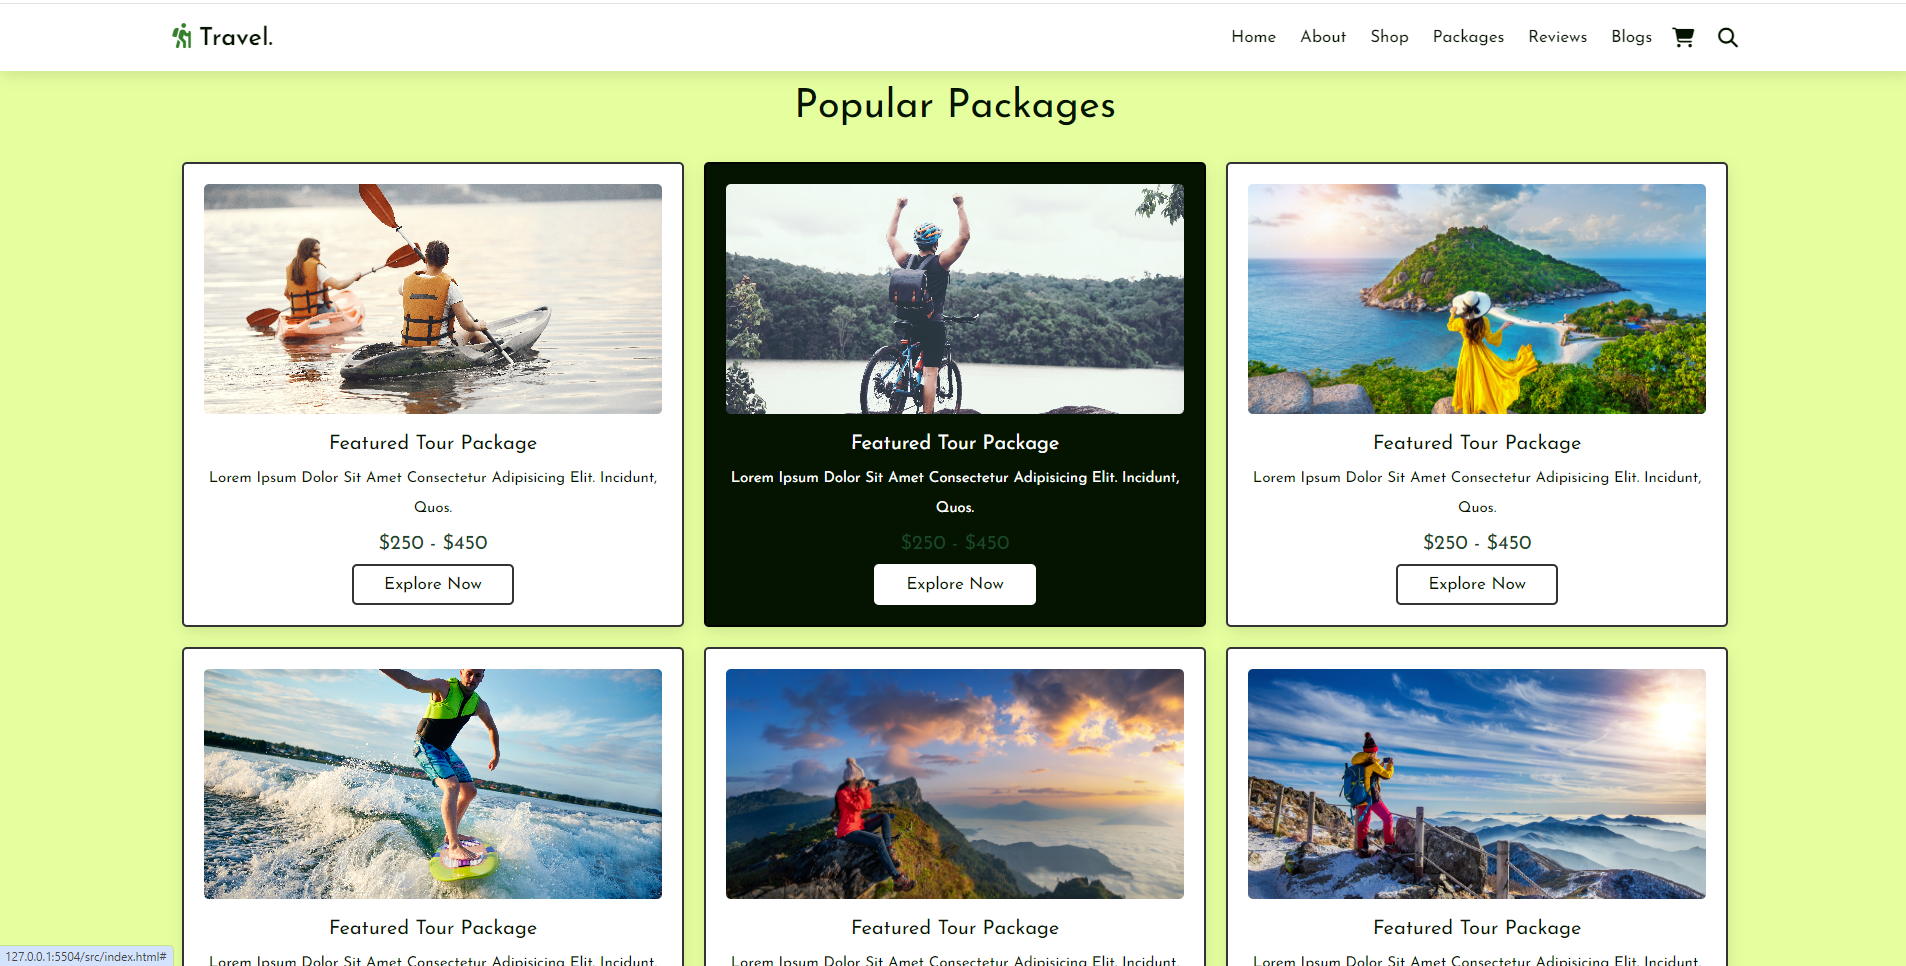 Travel.
Home About Shop Packages Reviews Blogs
Popular Packages
Featured Tour Package
Lorem Ipsum Dolor Sit Amet Consectetur Adipisicing Elit. Incidunt,
Quos.
$250 - $450
Explore Now
Featured Tour Package
Lorem Ipsum Dolor Sit Amet Consectetur Adipisicing Elit. Incidunt,
Quos.
$250 - $450
Explore Now
Featured Tour Package
Lorem Ipsum Dolor Sit Amet Consectetur Adipisicing Elit. Incidunt,
Quos.
$250 - $450
Explore Now
Featured Tour Package
Lorem Ipsum Dolor Sit Amet Consectetur Adipisicing Elit. Incidunt,
Featured Tour Package
Lorem Ipsum Dolor Sit Amet Consectetur Adipisicing Elit. Incidunt,
Featured Tour Package
Lorem Ipsum Dolor Sit Amet Consectetur Adipisicing Elit. Incidunt,
127.0.0.1:5504/src/index.html#